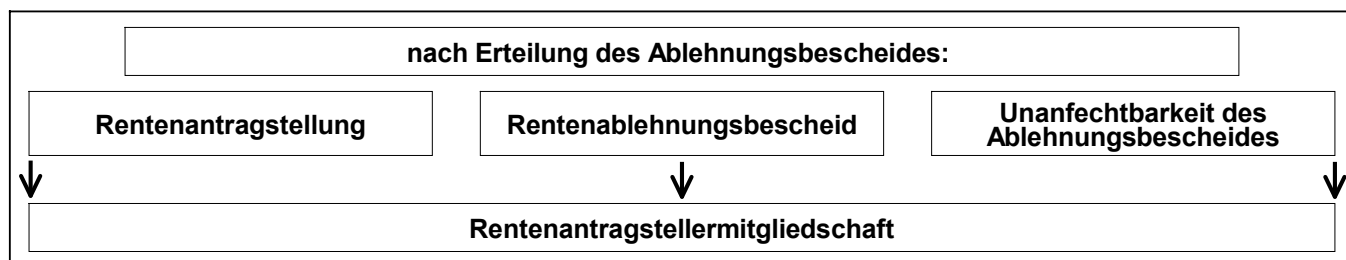 nach Erteilung des Ablehnungsbescheides:
Rentenantragstellung
Rentenablehnungsbescheid
Unanfechtbarkeit des
Ablehnungsbescheides
Rentenantragstellermitgliedschaft